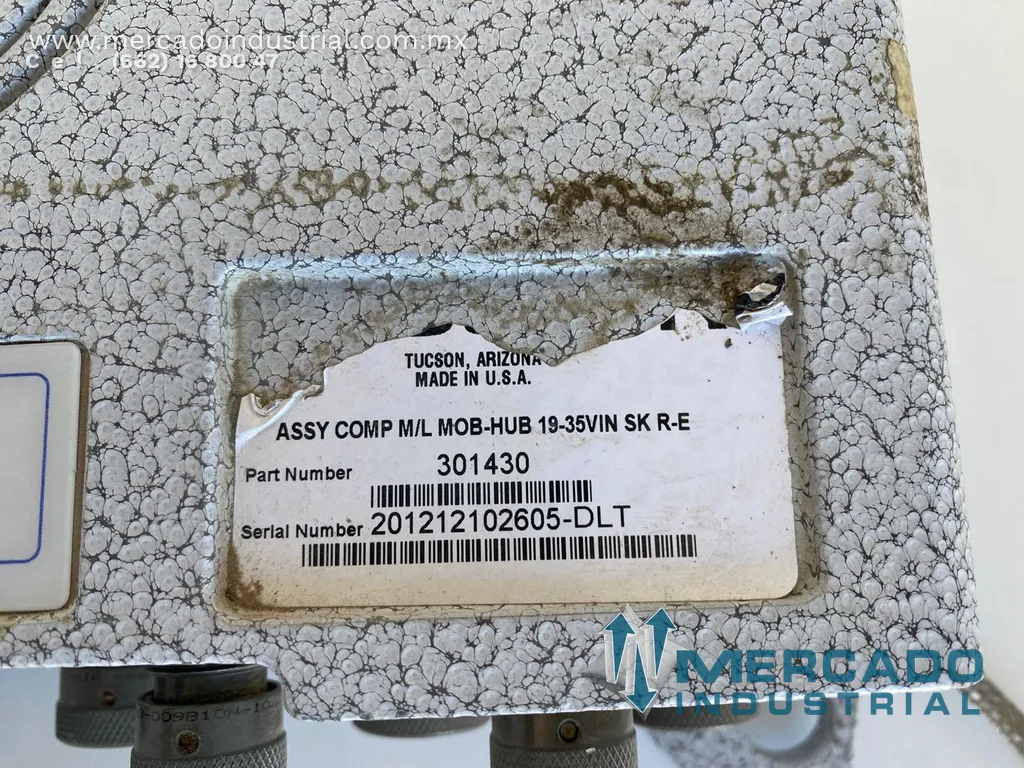 www.mercadoindustrial.com.mx
Cel. (662) 16 800 47
TUCSON, ARIZONA
MADE IN U.S.A.
ASSY COMP M/L MOB-HUB 19-35VIN SK R-E
Part Number 301430
Serial Number 201212102605-DLT
MERCADO
INDUSTRIAL